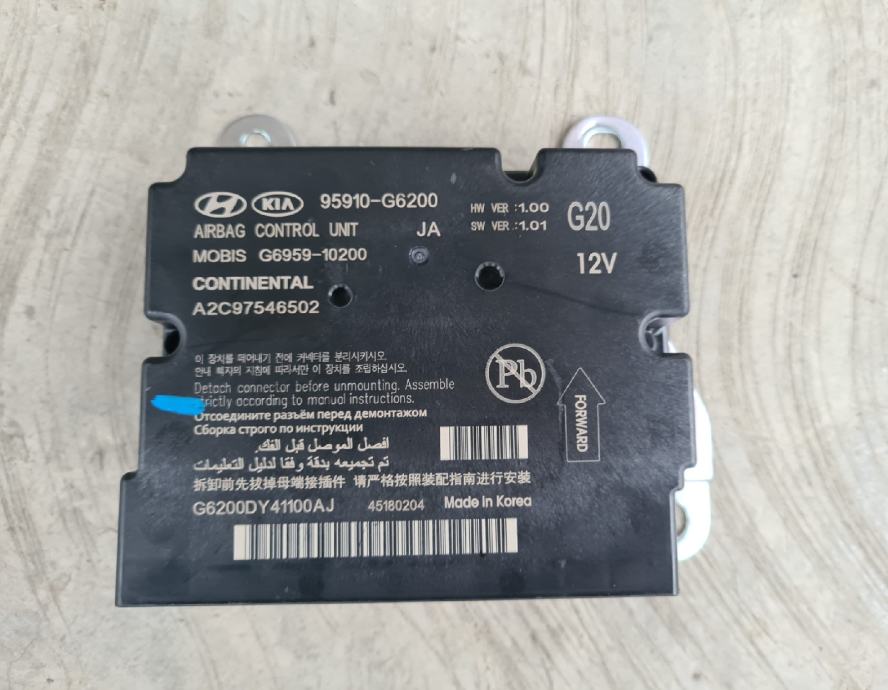 KIA 95910-G6200 HW VER :1.00 G20
AIRBAG CONTROL UNIT JA SW VER :1.01
MOBIS G6959-10200 12V
CONTINENTAL
A2C97546502
이 장치를 떼어내기 전에 커넥터를 분리시키시오.
안내 책자의 지침에 따라서만 이 장치를 조립하십시오.
Pb
Detach connector before unmounting. Assemble
strictly according to manual instructions.
FORWARD
Отсоедините разъём перед демонтажом
Сборка строго по инструкции
افصل الموصل قبل الفك.
تم تجميعه بدقة وفقا لدليل التعليمات
拆卸前先拔掉母端接插件 请严格按照装配指南进行安装
G6200DY41100AJ 45180204 Made in Korea